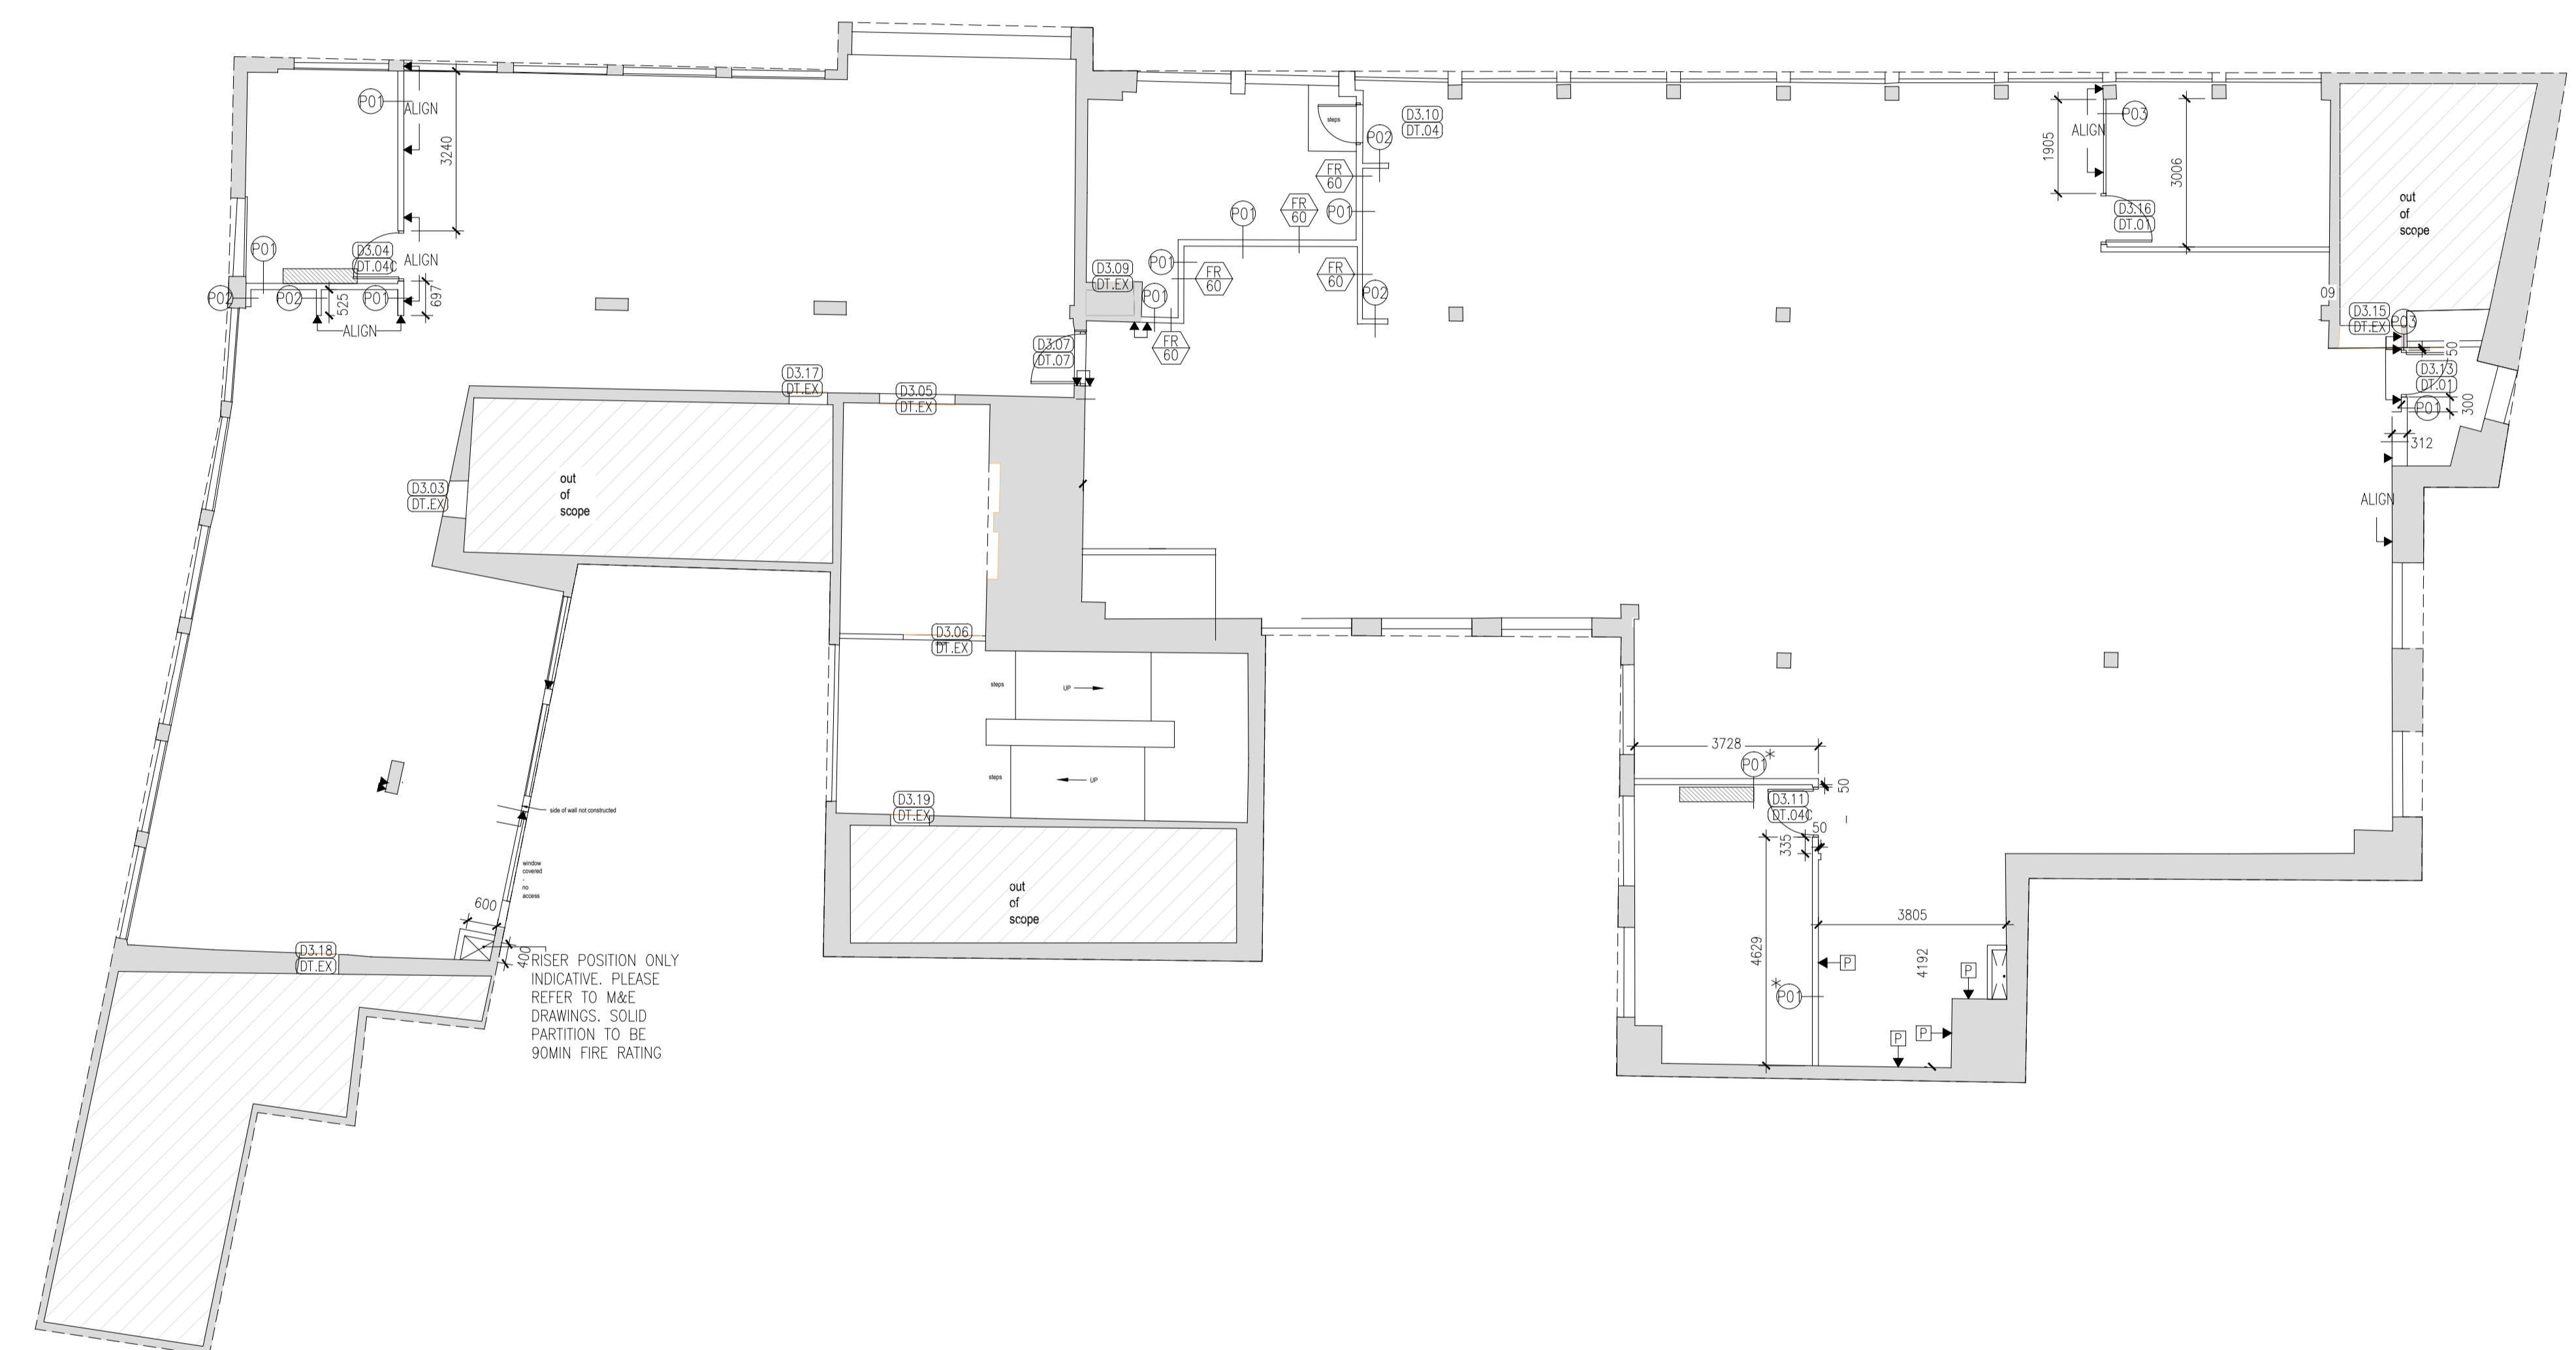 P01
ALIGN
3240
P01
D3.04
DT.04C
ALIGN
P02
P02
525
P01
697
ALIGN
steps
D3.10
DT.04
P02
FR
60
FR
60
P01
P01
P01
FR
60
FR
60
P02
D3.09
DT.EX
P01
FR
60
D3.07
DT.07
1905
ALIGN
P03
3006
D3.16
DT.01
out
of
scope
09
D3.15
DT.EX
P03
50
D3.13
DT.01
P01
300
312
ALIGN
D3.17
DT.EX
D3.05
DT.EX
D3.03
DT.EX
out
of
scope
D3.06
DT.EX
steps
UP
steps
UP
side of wall not constructed
window
covered
-
no
access
D3.19
DT.EX
out
of
scope
600
400
D3.18
DT.EX
RISER POSITION ONLY
INDICATIVE. PLEASE
REFER TO M&E
DRAWINGS. SOLID
PARTITION TO BE
90MIN FIRE RATING
3728
P01*
50
D3.11
DT.04C
50
335
4629
3805
P
4192
P
*
P01
P
P